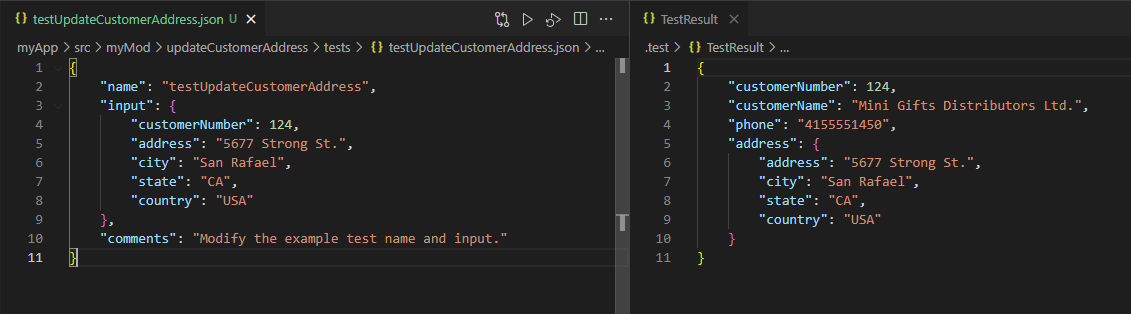 {} testUpdateCustomerAddress.json U ×
myApp > src > myMod > updateCustomerAddress > tests > {} testUpdateCustomerAddress.json > ...
1 {
2 "name": "testUpdateCustomerAddress",
3 "input": {
4 "customerNumber": 124,
5 "address": "5677 Strong St.",
6 "city": "San Rafael",
7 "state": "CA",
8 "country": "USA"
9 },
10 "comments": "Modify the example test name and input."
11 }
{} TestResult ×
.test > {} TestResult > ...
1 {
2 "customerNumber": 124,
3 "customerName": "Mini Gifts Distributors Ltd.",
4 "phone": "4155551450",
5 "address": {
6 "address": "5677 Strong St.",
7 "city": "San Rafael",
8 "state": "CA",
9 "country": "USA"
10 }
11 }